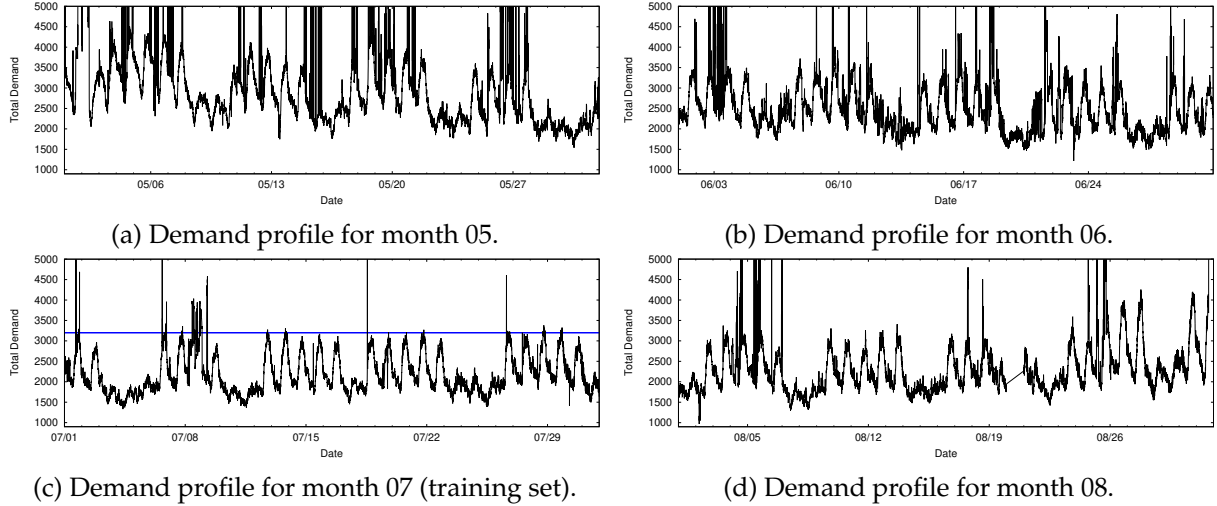 5000
4500
4000
3500
3000
2500
2000
1500
1000
Total Demand
05/06 05/13 05/20 05/27
Date
(a) Demand profile for month 05.
5000
4500
4000
3500
3000
2500
2000
1500
1000
Total Demand
06/03 06/10 06/17 06/24
Date
(b) Demand profile for month 06.
5000
4500
4000
3500
3000
2500
2000
1500
1000
Total Demand
07/01 07/08 07/15 07/22 07/29
Date
(c) Demand profile for month 07 (training set).
5000
4500
4000
3500
3000
2500
2000
1500
1000
Total Demand
08/05 08/12 08/19 08/26
Date
(d) Demand profile for month 08.